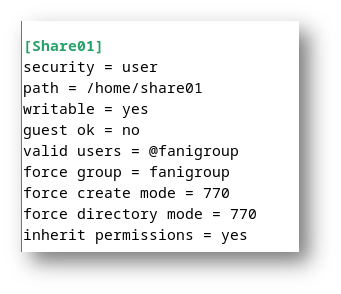 [Share01]
security = user
path = /home/share01
writable = yes
guest ok = no
valid users = @fanigroup
force group = fanigroup
force create mode = 770
force directory mode = 770
inherit permissions = yes